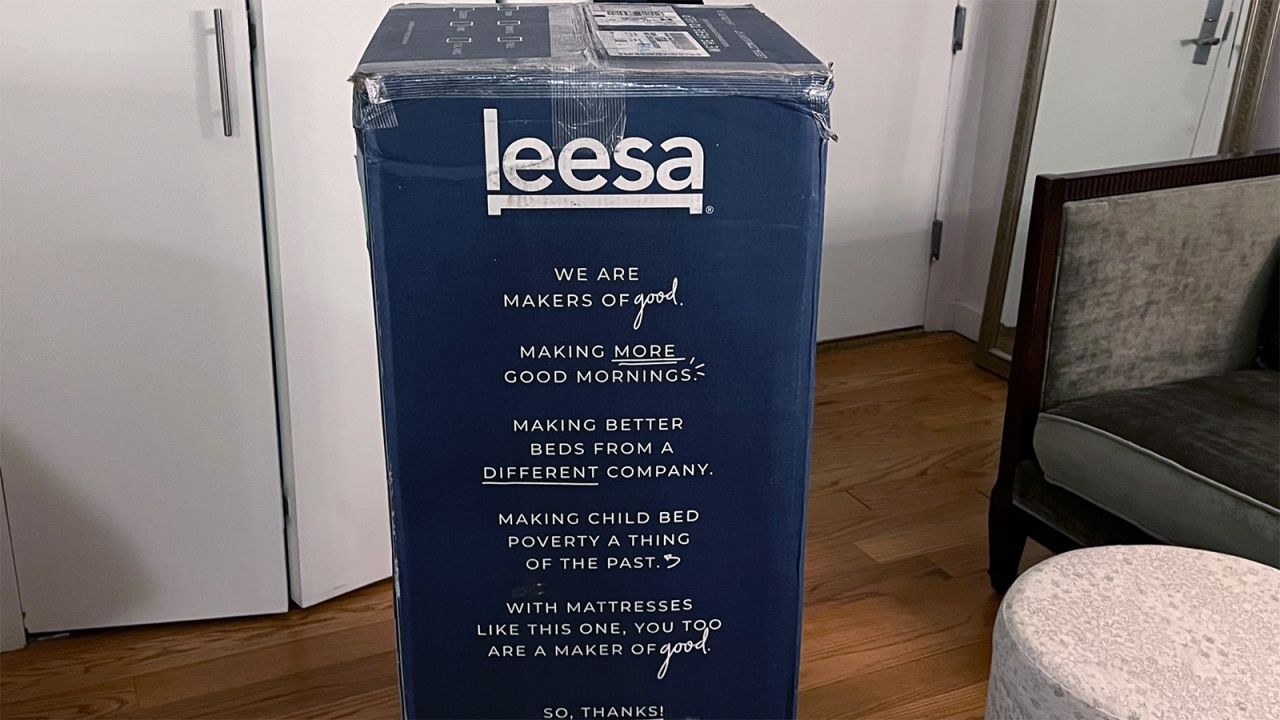 leesa®
WE ARE
MAKERS OF good.
MAKING MORE
GOOD MORNINGS.
MAKING BETTER
BEDS FROM A
DIFFERENT COMPANY.
MAKING CHILD BED
POVERTY A THING
OF THE PAST.
WITH MATTRESSES
LIKE THIS ONE, YOU TOO
ARE A MAKER OF good.
SO, THANKS!